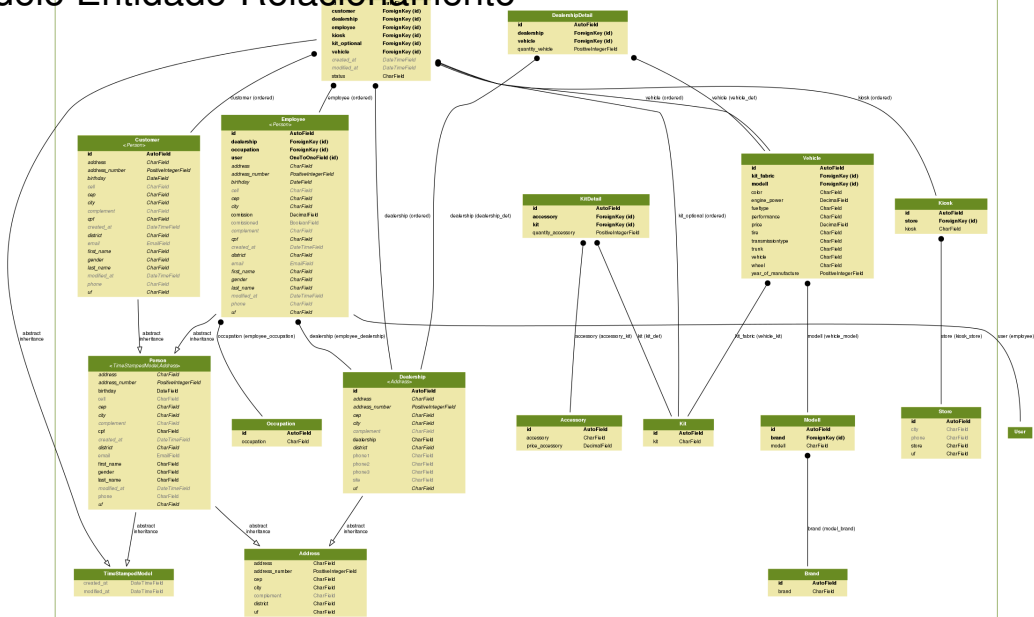 Entidade Relacionamento
customer ForeignKey (id)
dealership ForeignKey (id)
employee ForeignKey (id)
kiosk ForeignKey (id)
kit_optional ForeignKey (id)
vehicle ForeignKey (id)
created_at DateTimeField
modified_at DateTimeField
status CharField
DealershipDetail
id AutoField
dealership ForeignKey (id)
vehicle ForeignKey (id)
quantity_vehicle PositiveIntegerField
customer (ordered)
employee (ordered)
vehicle (ordered)
vehicle (vehicle_det)
kiosk (ordered)
Customer
<Person>
id AutoField
address CharField
address_number PositiveIntegerField
birthday DateField
cell CharField
cep CharField
city CharField
complement CharField
cpf CharField
created_at DateTimeField
district CharField
email EmailField
first_name CharField
gender CharField
last_name CharField
modified_at DateTimeField
phone CharField
uf CharField
Employee
<Person>
id AutoField
dealership ForeignKey (id)
occupation ForeignKey (id)
user OneToOneField (id)
address CharField
address_number PositiveIntegerField
birthday DateField
cell CharField
cep CharField
city CharField
comission DecimalField
comissioned BooleanField
complement CharField
cpf CharField
created_at DateTimeField
district CharField
email EmailField
first_name CharField
gender CharField
last_name CharField
modified_at DateTimeField
phone CharField
uf CharField
dealership (ordered)
dealership (dealership_det)
KitDetail
id AutoField
accessory ForeignKey (id)
kit ForeignKey (id)
quantity_accessory PositiveIntegerField
kit_optional (ordered)
Vehicle
id AutoField
kit_fabric ForeignKey (id)
modell ForeignKey (id)
color CharField
engine_power DecimalField
fueltype CharField
performance CharField
price DecimalField
tire CharField
transmissiontype CharField
trunk CharField
vehicle CharField
wheel CharField
year_of_manufacture PositiveIntegerField
Kiosk
id AutoField
store ForeignKey (id)
kiosk CharField
abstract
inheritance
abstract
inheritance
abstract
inheritance
occupation (employee_occupation)
dealership (employee_dealership)
accessory (accessory_kit)
kit (kit_det)
kit_fabric (vehicle_kit)
modell (vehicle_model)
store (kiosk_store)
user (employee)
Person
<TimeStampedModel,Address>
address CharField
address_number PositiveIntegerField
birthday DateField
cell CharField
cep CharField
city CharField
complement CharField
cpf CharField
created_at DateTimeField
district CharField
email EmailField
first_name CharField
gender CharField
last_name CharField
modified_at DateTimeField
phone CharField
uf CharField
Occupation
id AutoField
occupation CharField
Dealership
<Address>
id AutoField
address CharField
address_number PositiveIntegerField
cep CharField
city CharField
complement CharField
dealership CharField
district CharField
phone1 CharField
phone2 CharField
phone3 CharField
site CharField
uf CharField
Accessory
id AutoField
accessory CharField
price_accessory DecimalField
Kit
id AutoField
kit CharField
Modell
id AutoField
brand ForeignKey (id)
modell CharField
Store
id AutoField
city CharField
phone CharField
store CharField
uf CharField
User
abstract
inheritance
abstract
inheritance
abstract
inheritance
brand (model_brand)
TimeStampedModel
created_at DateTimeField
modified_at DateTimeField
Address
address CharField
address_number PositiveIntegerField
cep CharField
city CharField
complement CharField
district CharField
uf CharField
Brand
id AutoField
brand CharField